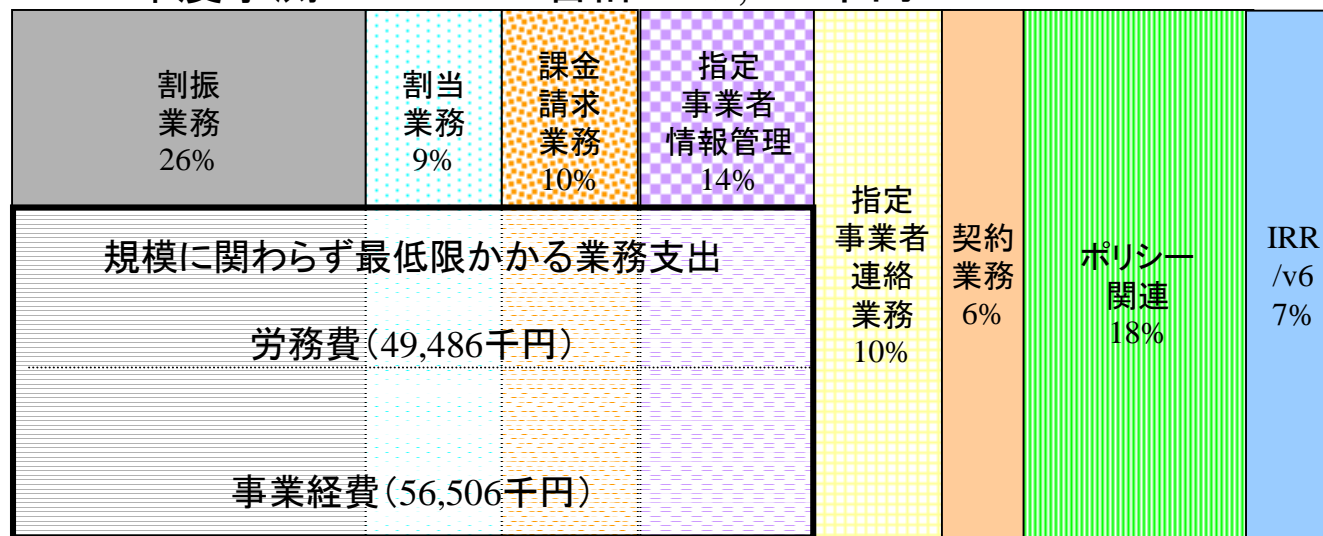 割振
業務
26%
割当
業務
9%
課金
請求
業務
10%
指定
事業者
情報管理
14%
指定
事業者
連絡
業務
10%
契約
業務
6%
ポリシー
関連
18%
IRR
/v6
7%
規模に関わらず最低限かかる業務支出
労務費(49,486千円)
事業経費(56,506千円)